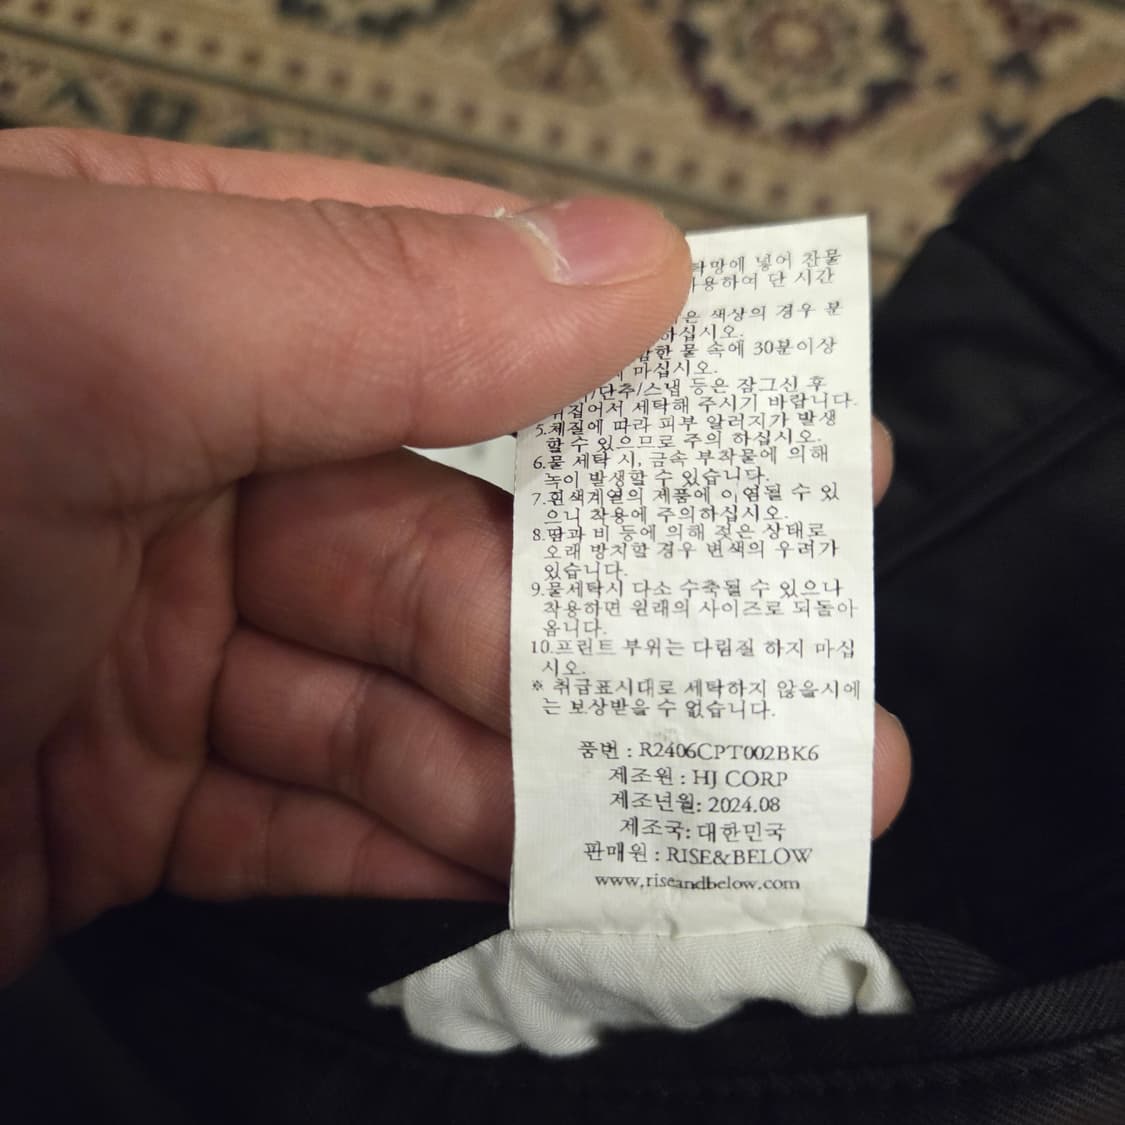 넣어 찬물
단 시간
색상의 경우 분
하십시오.
물 속에 30분이상
마십시오.
/단추/스냅 등은 잠그신 후
뒤집어서 세탁해 주시기 바랍니다.
5.체질에 따라 피부 알러지가 발생
할 수 있으므로 주의 하십시오.
6.물 세탁 시, 금속 부착물에 의해
녹이 발생할 수 있습니다.
7.흰색계열의 제품에 이염될 수 있
으니 착용에 주의하십시오.
8.땀과 비 등에 의해 젖은 상태로
오래 방치할 경우 변색의 우려가
있습니다.
9.물세탁시 다소 수축될 수 있으나
착용하면 원래의 사이즈로 되돌아
옵니다.
10.프린트 부위는 다림질 하지 마십
시오.
※ 취급표시대로 세탁하지 않을시에
는 보상받을 수 없습니다.
품번 : R2406CPT002BK6
제조원 : HJ CORP
제조년월: 2024.08
제조국: 대한민국
판매원 : RISE&BELOW
www.riseandbelow.com